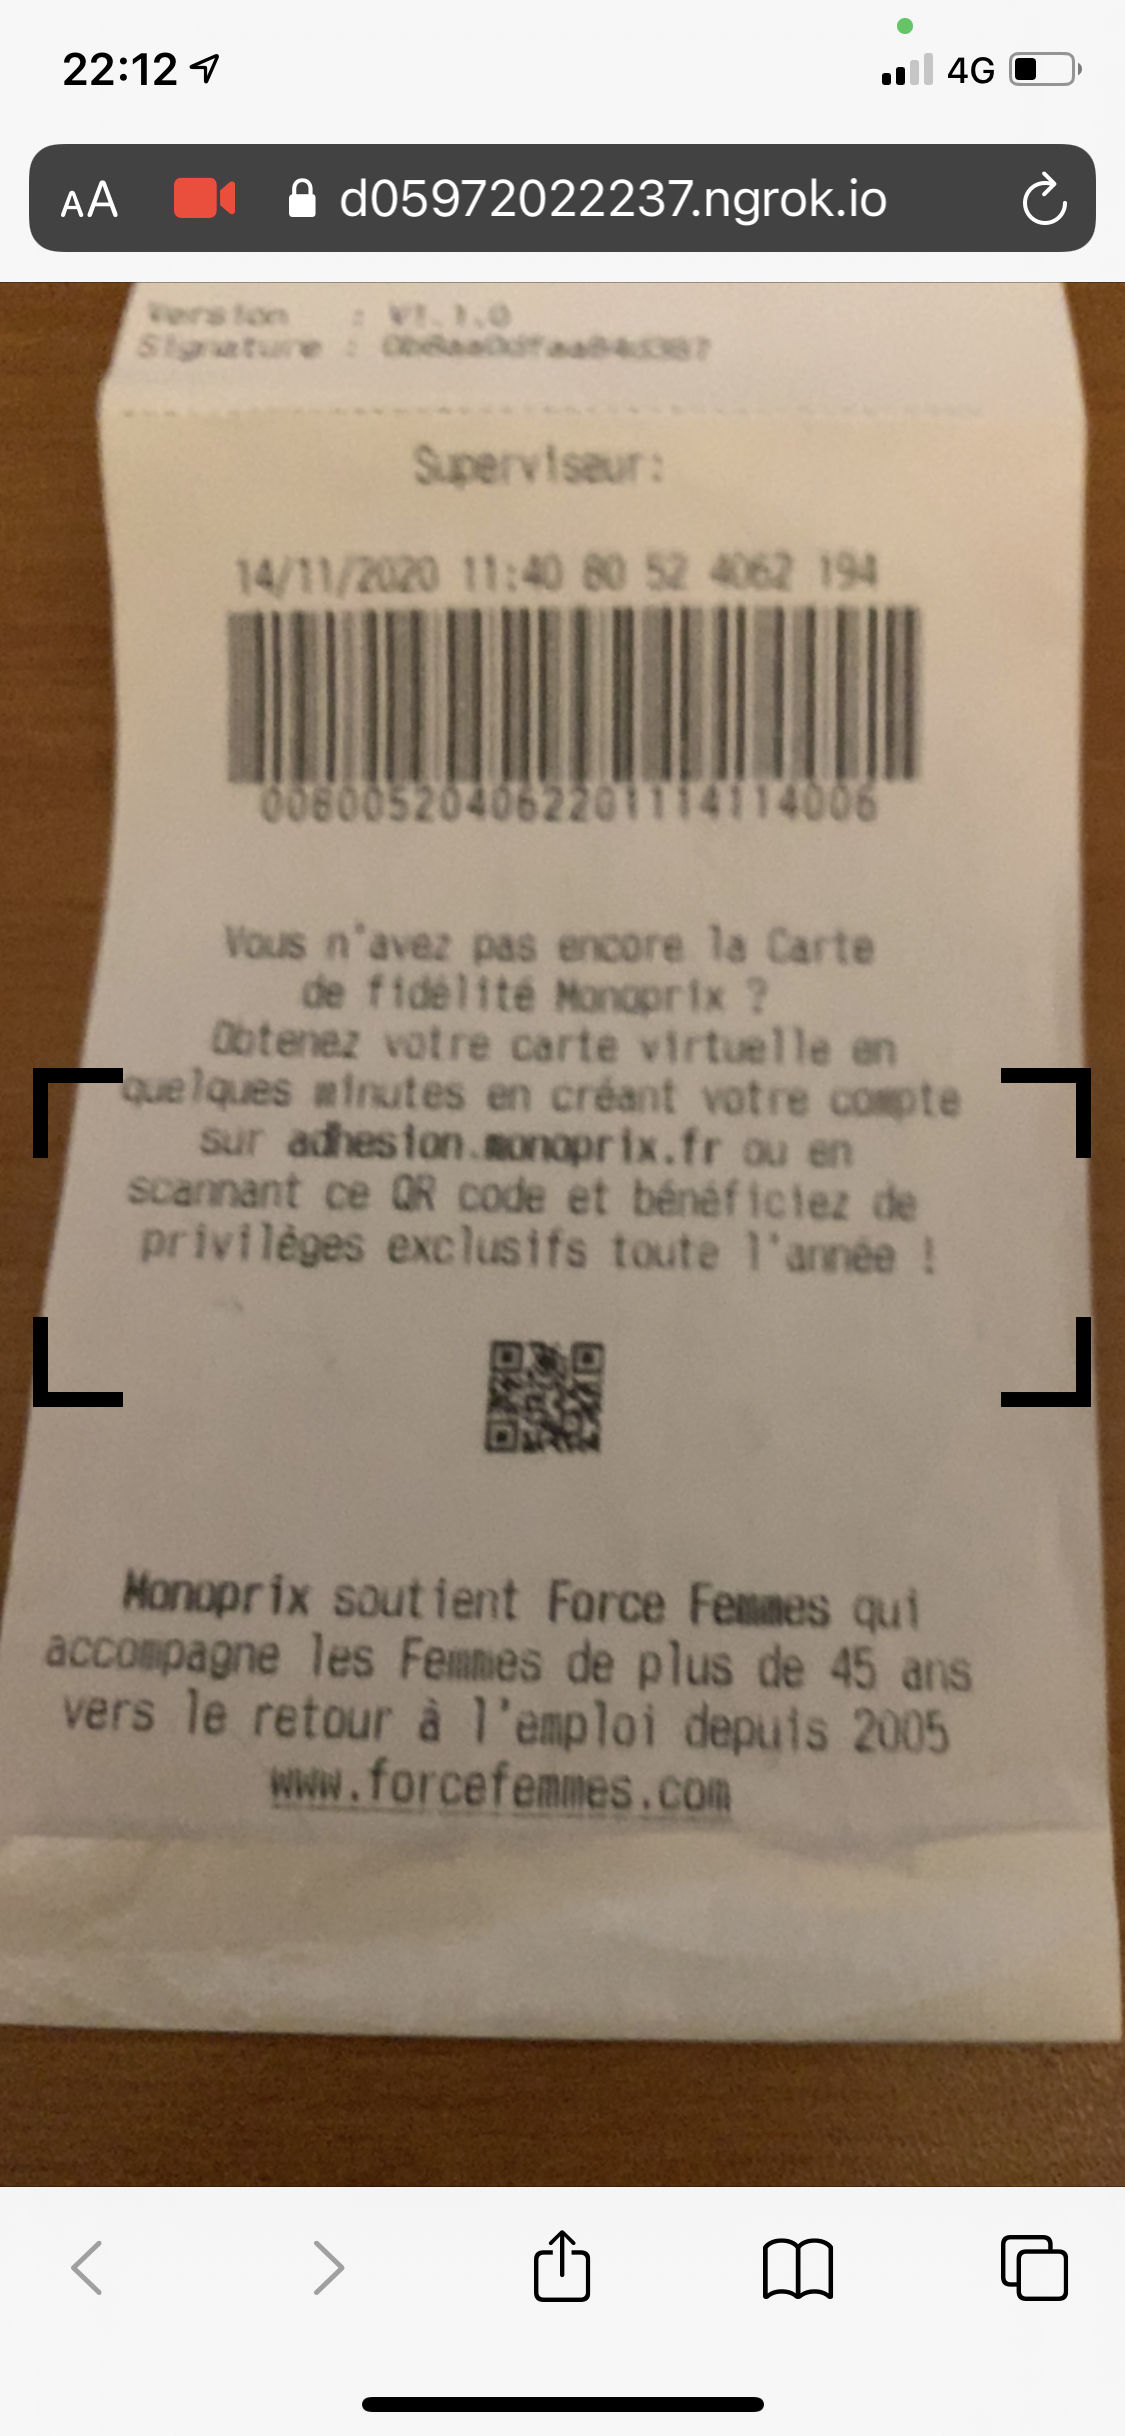 22:12
4G
AA d05972022237.ngrok.io
Version : V1.1.0
Signature :
Superviseur:
14/11/2020 11:40 80 52 4062 194
008005204062201114114006
Vous n'avez pas encore la Carte
de fidélité Monoprix ?
Obtenez votre carte virtuelle en
quelques minutes en créant votre compte
sur adhesion.monoprix.fr ou en
scannant ce QR code et bénéficiez de
privilèges exclusifs toute l'année !
Monoprix soutient Force Femmes qui
accompagne les Femmes de plus de 45 ans
vers le retour à l'emploi depuis 2005
www.forcefemmes.com